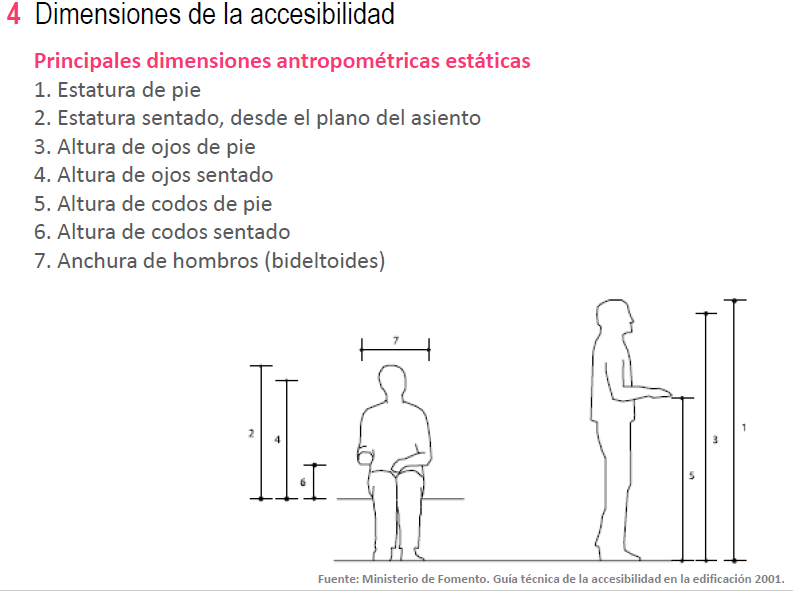 4 Dimensiones de la accesibilidad
Principales dimensiones antropométricas estáticas
1. Estatura de pie
2. Estatura sentado, desde el plano del asiento
3. Altura de ojos de pie
4. Altura de ojos sentado
5. Altura de codos de pie
6. Altura de codos sentado
7. Anchura de hombros (bideltoides)
7
2
4
6
5
3
1
Fuente: Ministerio de Fomento. Guía técnica de la accesibilidad en la edificación 2001.